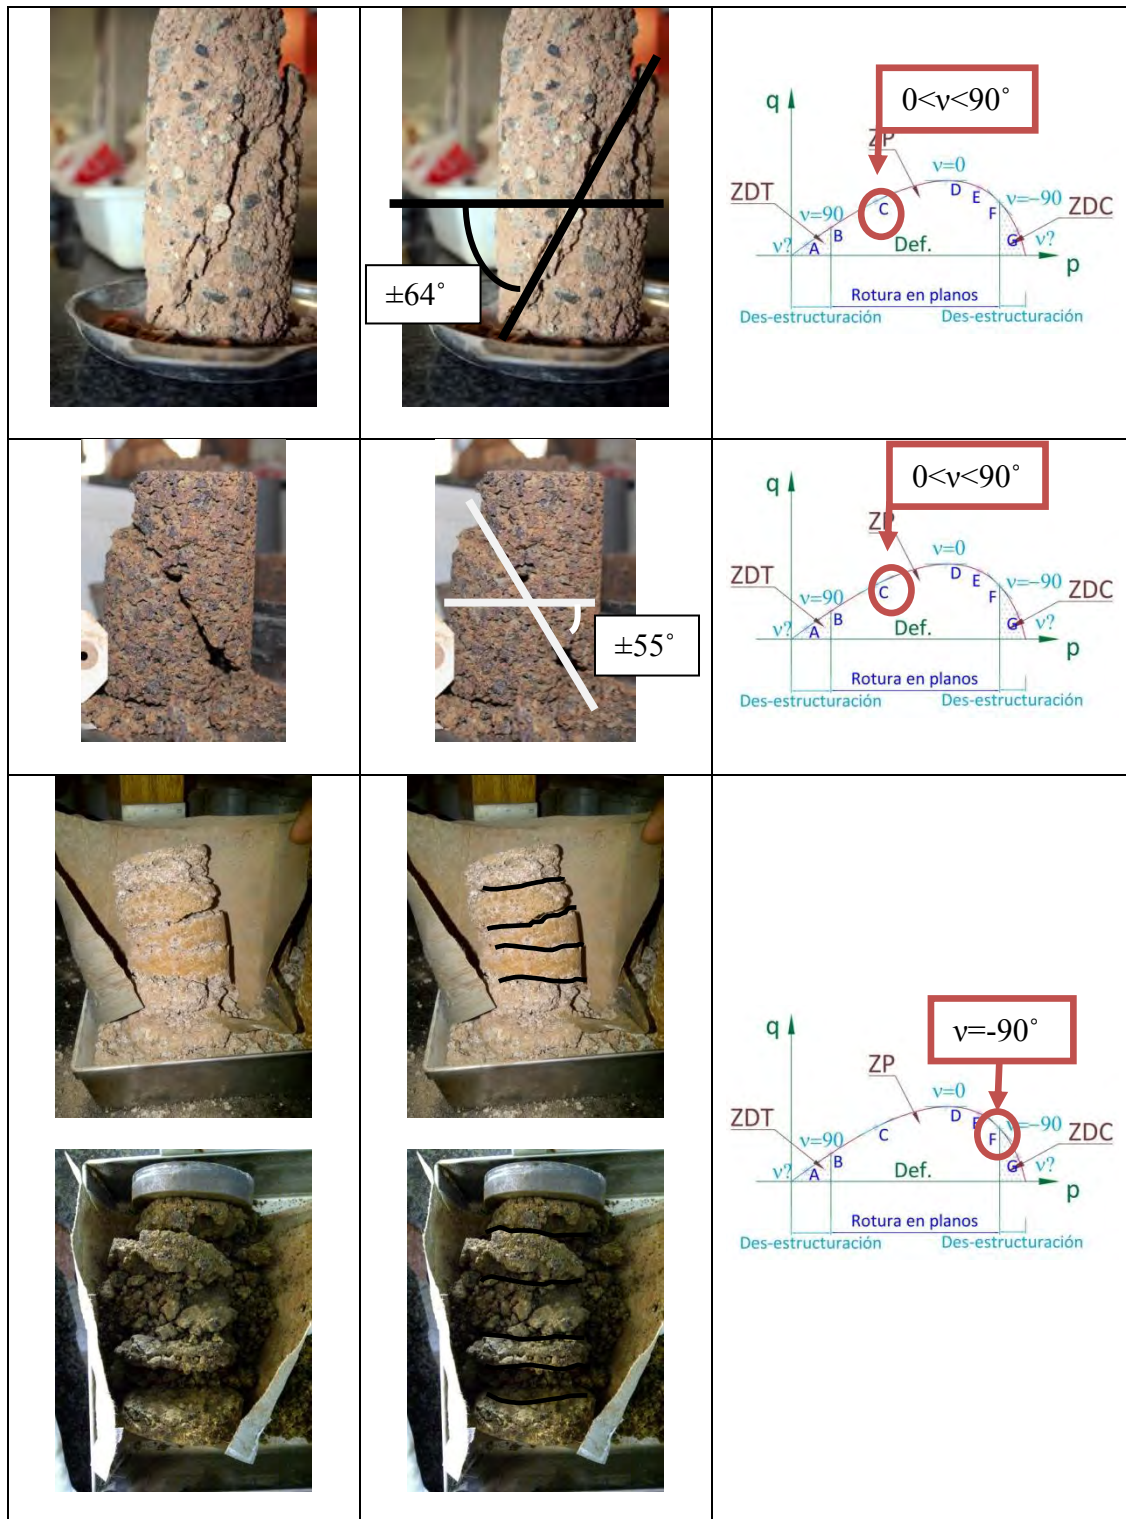 ±64˚
0<ν<90˚
q
ZP
ν=0
D
E
ν=-90
F
ZDT
ν=90
C
ZDC
ν?
A
B
Def.
G
ν?
p
Rotura en planos
Des-estructuración
Des-estructuración
±55˚
0<ν<90˚
q
ZP
ν=0
D
E
ν=-90
F
ZDT
ν=90
C
ZDC
ν?
A
B
Def.
G
ν?
p
Rotura en planos
Des-estructuración
Des-estructuración
ν=-90˚
q
ZP
ν=0
D
E
ν=-90
F
ZDT
ν=90
C
ZDC
ν?
A
B
Def.
G
ν?
p
Rotura en planos
Des-estructuración
Des-estructuración